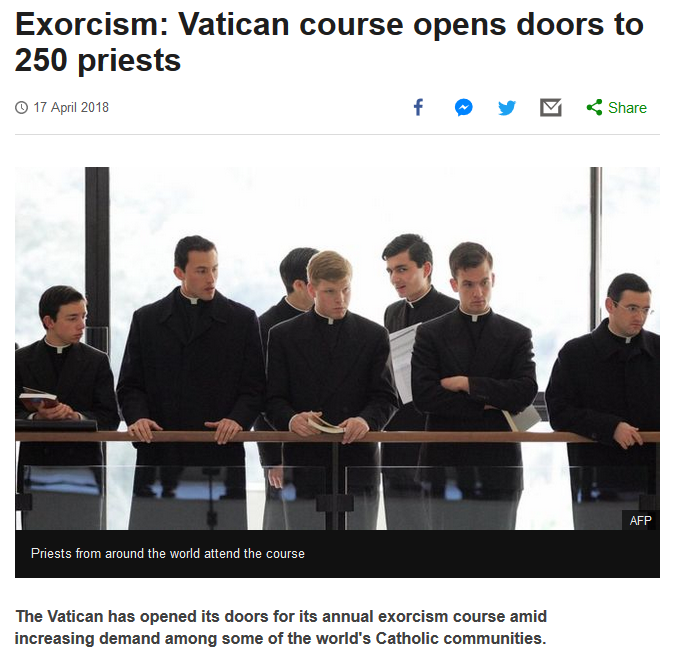 Exorcism: Vatican course opens doors to
250 priests
17 April 2018
Share
AFP
Priests from around the world attend the course
The Vatican has opened its doors for its annual exorcism course amid
increasing demand among some of the world's Catholic communities.